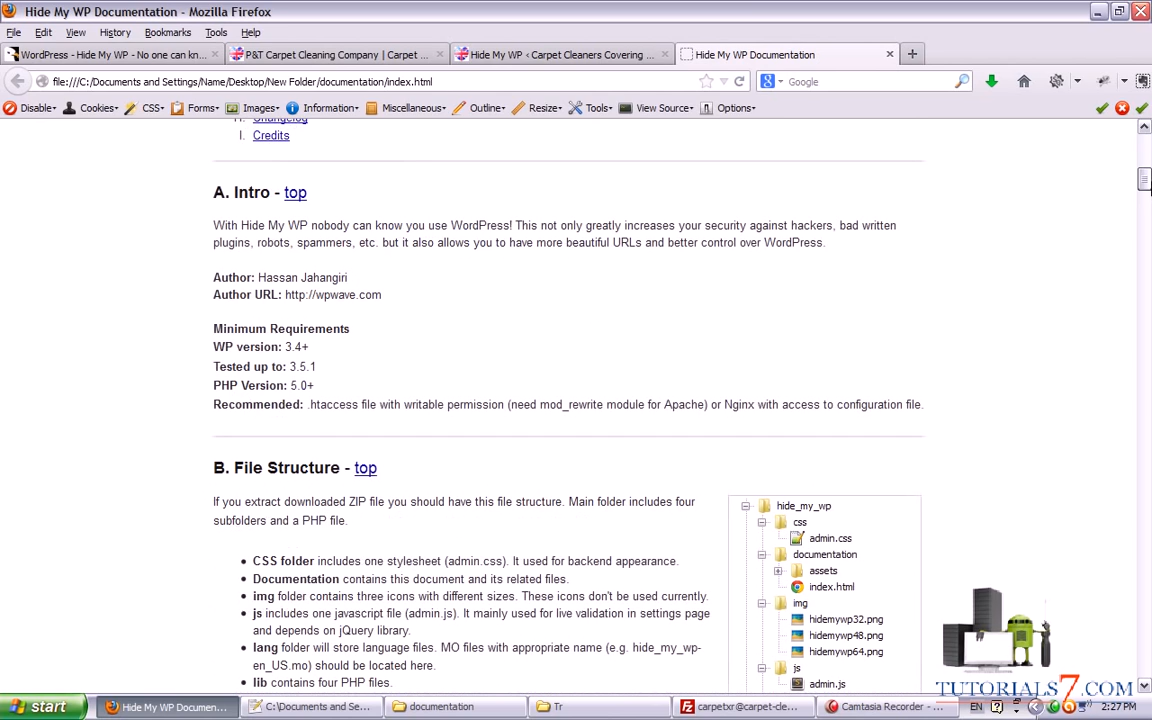 Hide My WP Documentation - Mozilla Firefox
File Edit View History Bookmarks Tools Help
WordPress - Hide My WP - No one can kn... P&T Carpet Cleaning Company | Carpet ... Hide My WP ‹ Carpet Cleaners Covering ... Hide My WP Documentation
file:///C:/Documents and Settings/Name/Desktop/New Folder/documentation/index.html Google
Disable Cookies CSS Forms Images Information Miscellaneous Outline Resize Tools View Source Options
H. Changelog
I. Credits
A. Intro - top
With Hide My WP nobody can know you use WordPress! This not only greatly increases your security against hackers, bad written
plugins, robots, spammers, etc. but it also allows you to have more beautiful URLs and better control over WordPress.
Author: Hassan Jahangiri
Author URL: http://wpwave.com
Minimum Requirements
WP version: 3.4+
Tested up to: 3.5.1
PHP Version: 5.0+
Recommended: .htaccess file with writable permission (need mod_rewrite module for Apache) or Nginx with access to configuration file.
B. File Structure - top
If you extract downloaded ZIP file you should have this file structure. Main folder includes four
subfolders and a PHP file.
CSS folder includes one stylesheet (admin.css). It used for backend appearance.
Documentation contains this document and its related files.
img folder contains three icons with different sizes. These icons don't be used currently.
js includes one javascript file (admin.js). It mainly used for live validation in settings page
and depends on jQuery library.
lang folder will store language files. MO files with appropriate name (e.g. hide_my_wp-
en_US.mo) should be located here.
lib contains four PHP files.
hide_my_wp
css
admin.css
documentation
assets
index.html
img
hidemywp32.png
hidemywp48.png
hidemywp64.png
js
admin.js
TUTORIALS7.COM
start Hide My WP Documen... C:\Documents and Se... documentation Tr carpetxr@carpet-cle... Camtasia Recorder - ... EN 2:27 PM